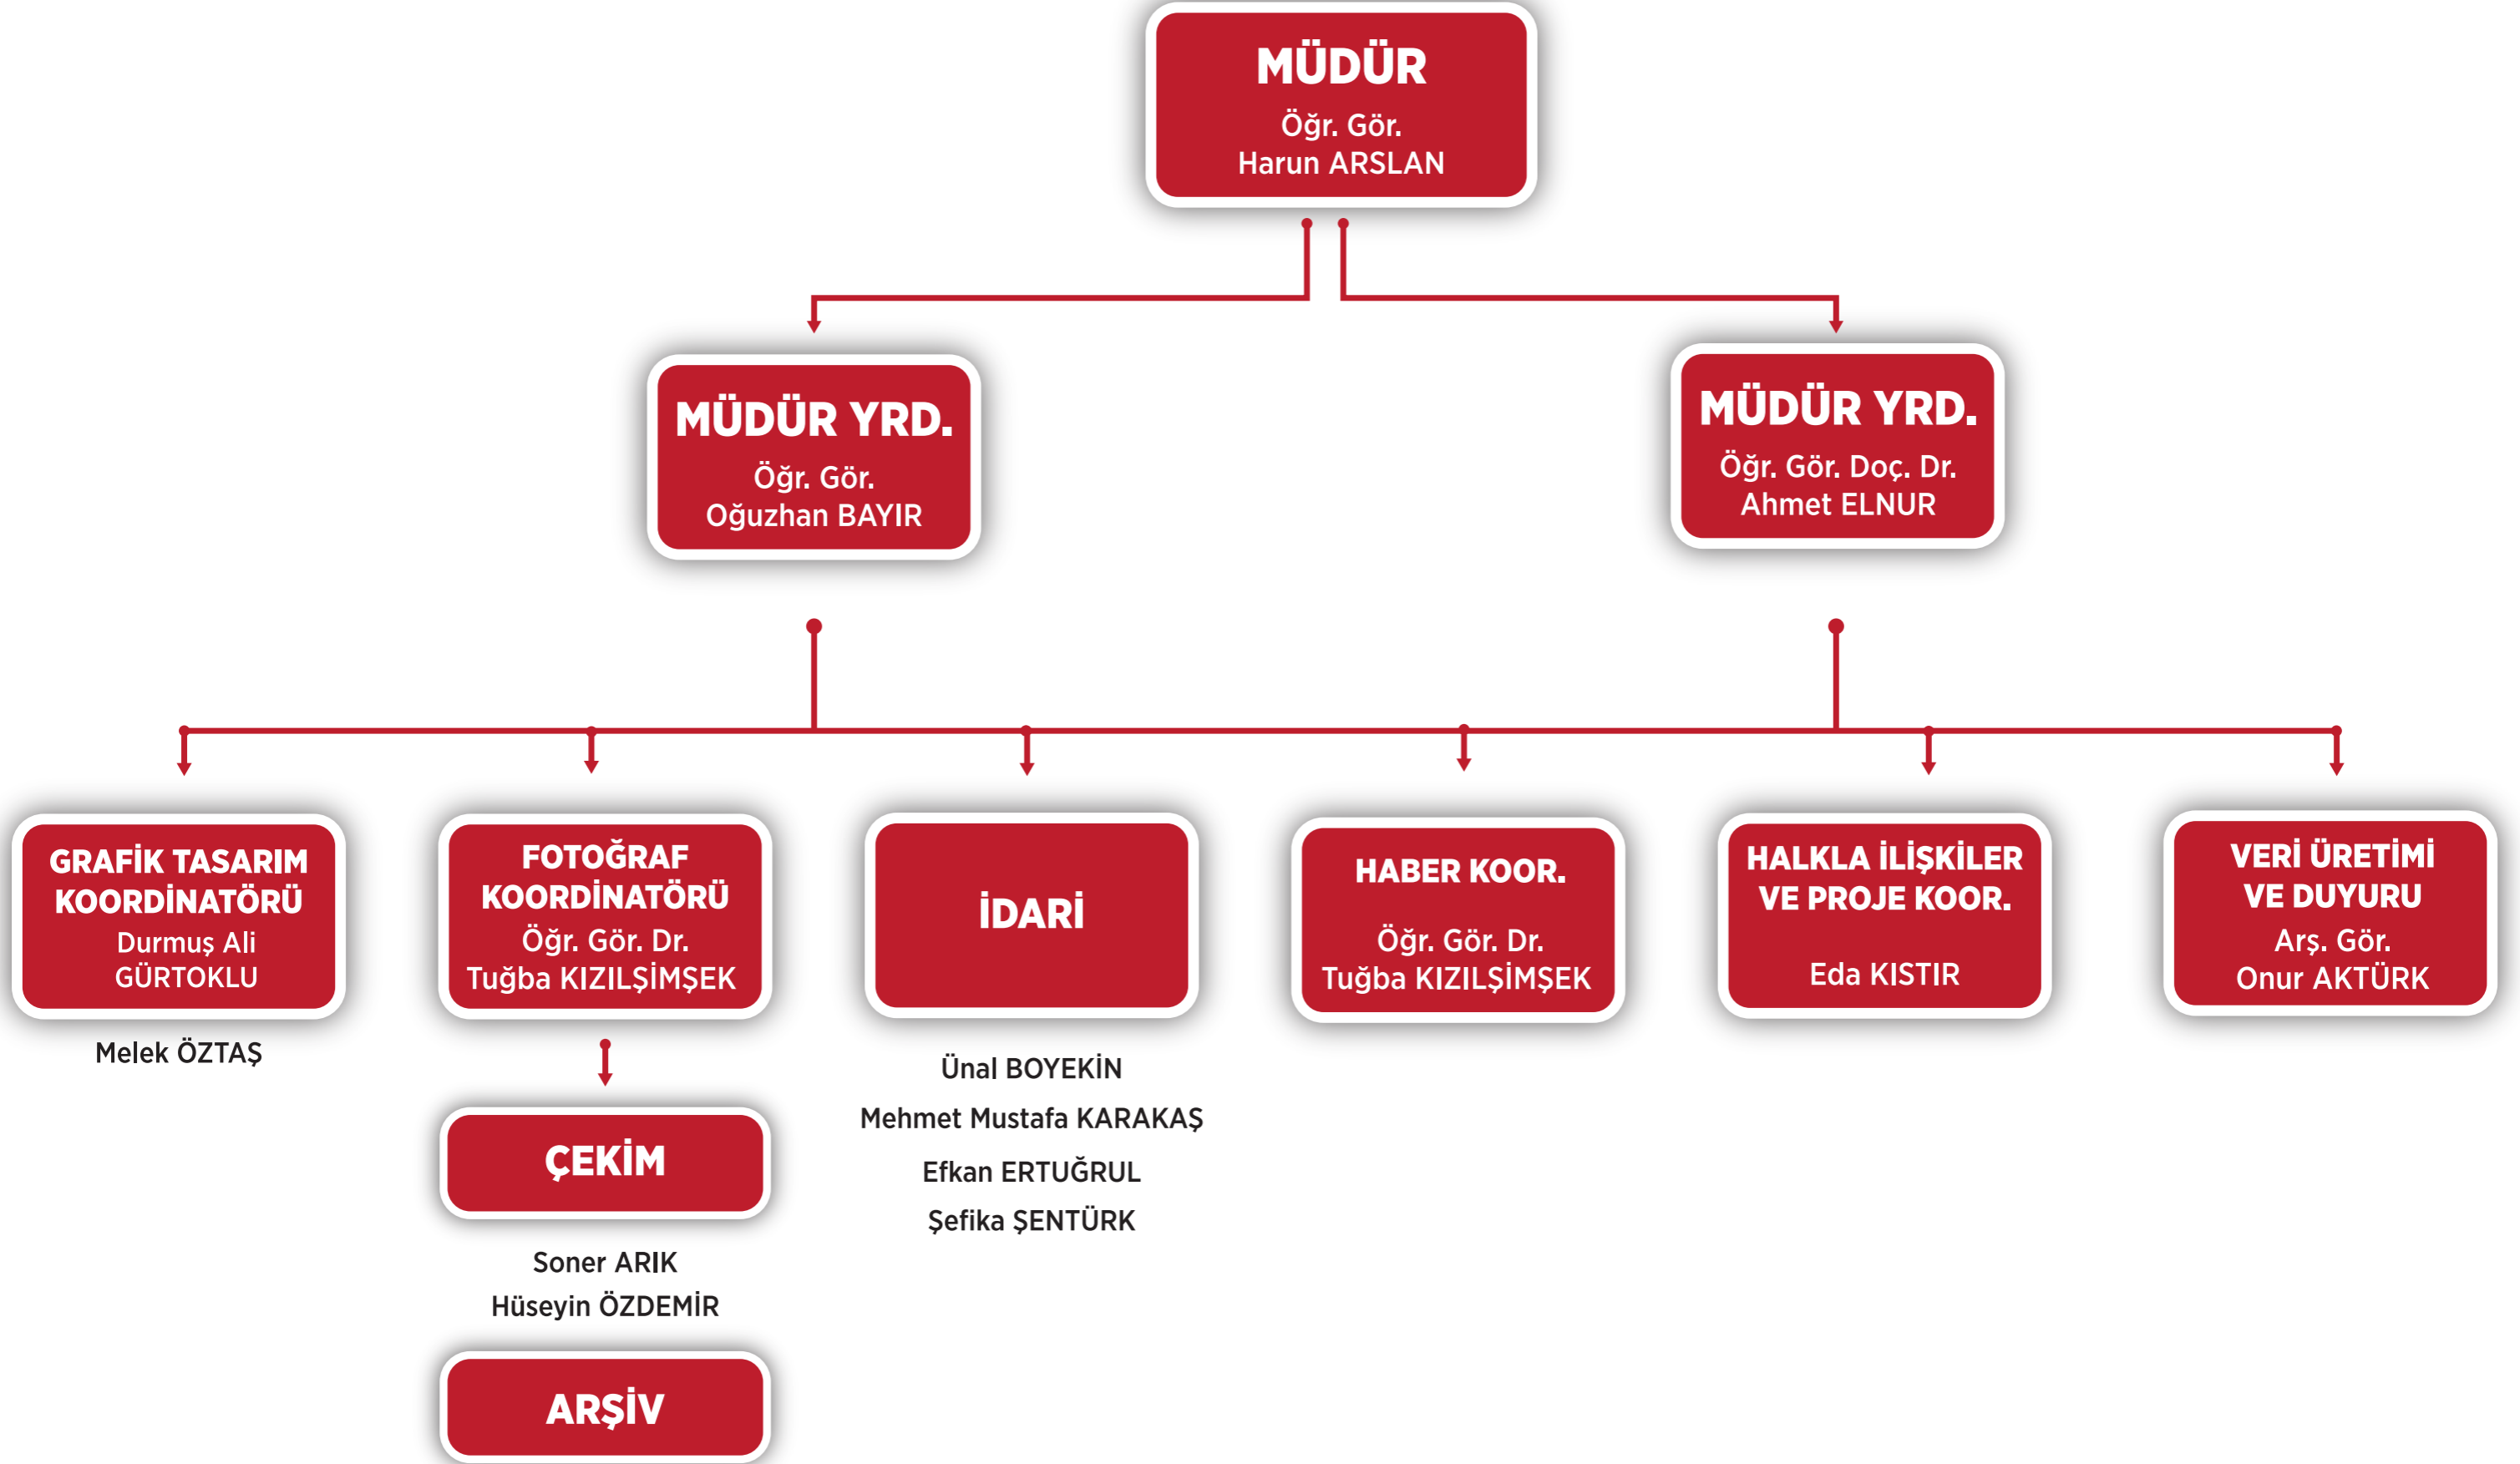 MÜDÜR
Öğr. Gör.
Harun ARSLAN
MÜDÜR YRD.
Öğr. Gör.
Oğuzhan BAYIR
MÜDÜR YRD.
Öğr. Gör. Doç. Dr.
Ahmet ELNUR
GRAFİK TASARIM
KOORDİNATÖRÜ
Durmuş Ali
GÜRTOKLU
Melek ÖZTAŞ
FOTOĞRAF
KOORDİNATÖRÜ
Öğr. Gör. Dr.
Tuğba KIZILŞİMŞEK
ÇEKİM
Soner ARIK
Hüseyin ÖZDEMİR
ARŞİV
İDARİ
Ünal BOYEKİN
Mehmet Mustafa KARAKAŞ
Efkan ERTUĞRUL
Şefika ŞENTÜRK
HABER KOOR.
Öğr. Gör. Dr.
Tuğba KIZILŞİMŞEK
HALKLA İLİŞKİLER
VE PROJE KOOR.
Eda KISTIR
VERİ ÜRETİMİ
VE DUYURU
Arş. Gör.
Onur AKTÜRK